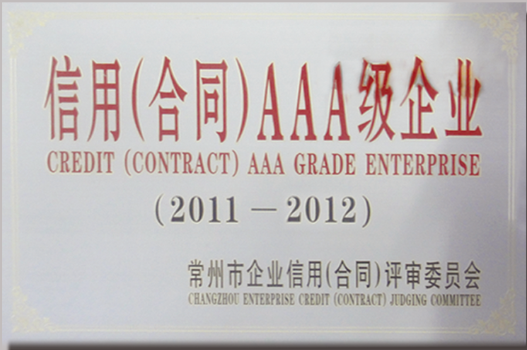 信用(合同)AAA级企业
CREDIT (CONTRACT) AAA GRADE ENTERPRISE
(2011－2012)
常州市企业信用(合同)评审委员会
CHANGZHOU ENTERPRISE CREDIT (CONTRACT) JUDGING COMMITTEE